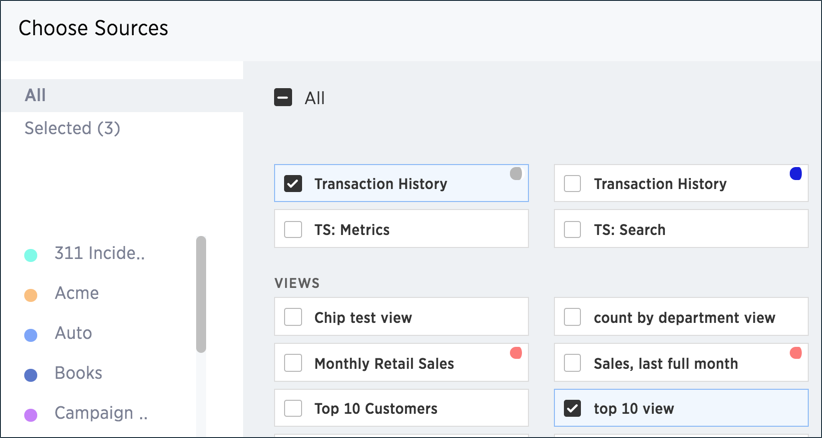 Choose Sources
All
Selected (3)
311 Incide..
Acme
Auto
Books
Campaign ..
All
Transaction History
Transaction History
TS: Metrics
TS: Search
VIEWS
Chip test view
count by department view
Monthly Retail Sales
Sales, last full month
Top 10 Customers
top 10 view